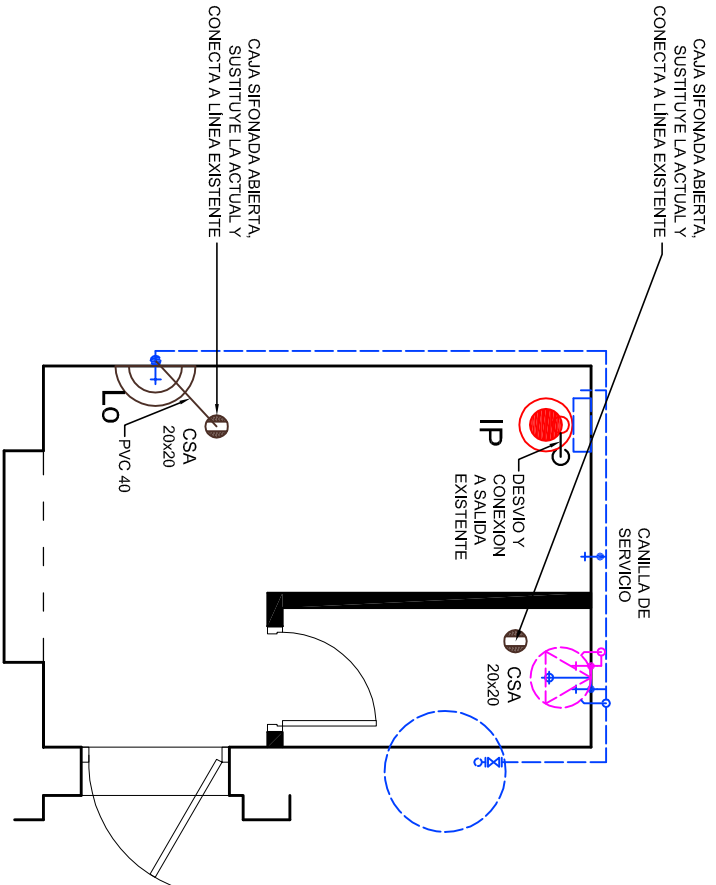 CAJA SIFONADA ABIERTA,
SUSTITUYE LA ACTUAL Y
CONECTA A LÍNEA EXISTENTE
CANILLA DE
SERVICIO
IP
DESVIO Y
CONEXION
A SALIDA
EXISTENTE
CSA
20x20
CAJA SIFONADA ABIERTA,
SUSTITUYE LA ACTUAL Y
CONECTA A LÍNEA EXISTENTE
CSA
20x20
PVC 40
Lo